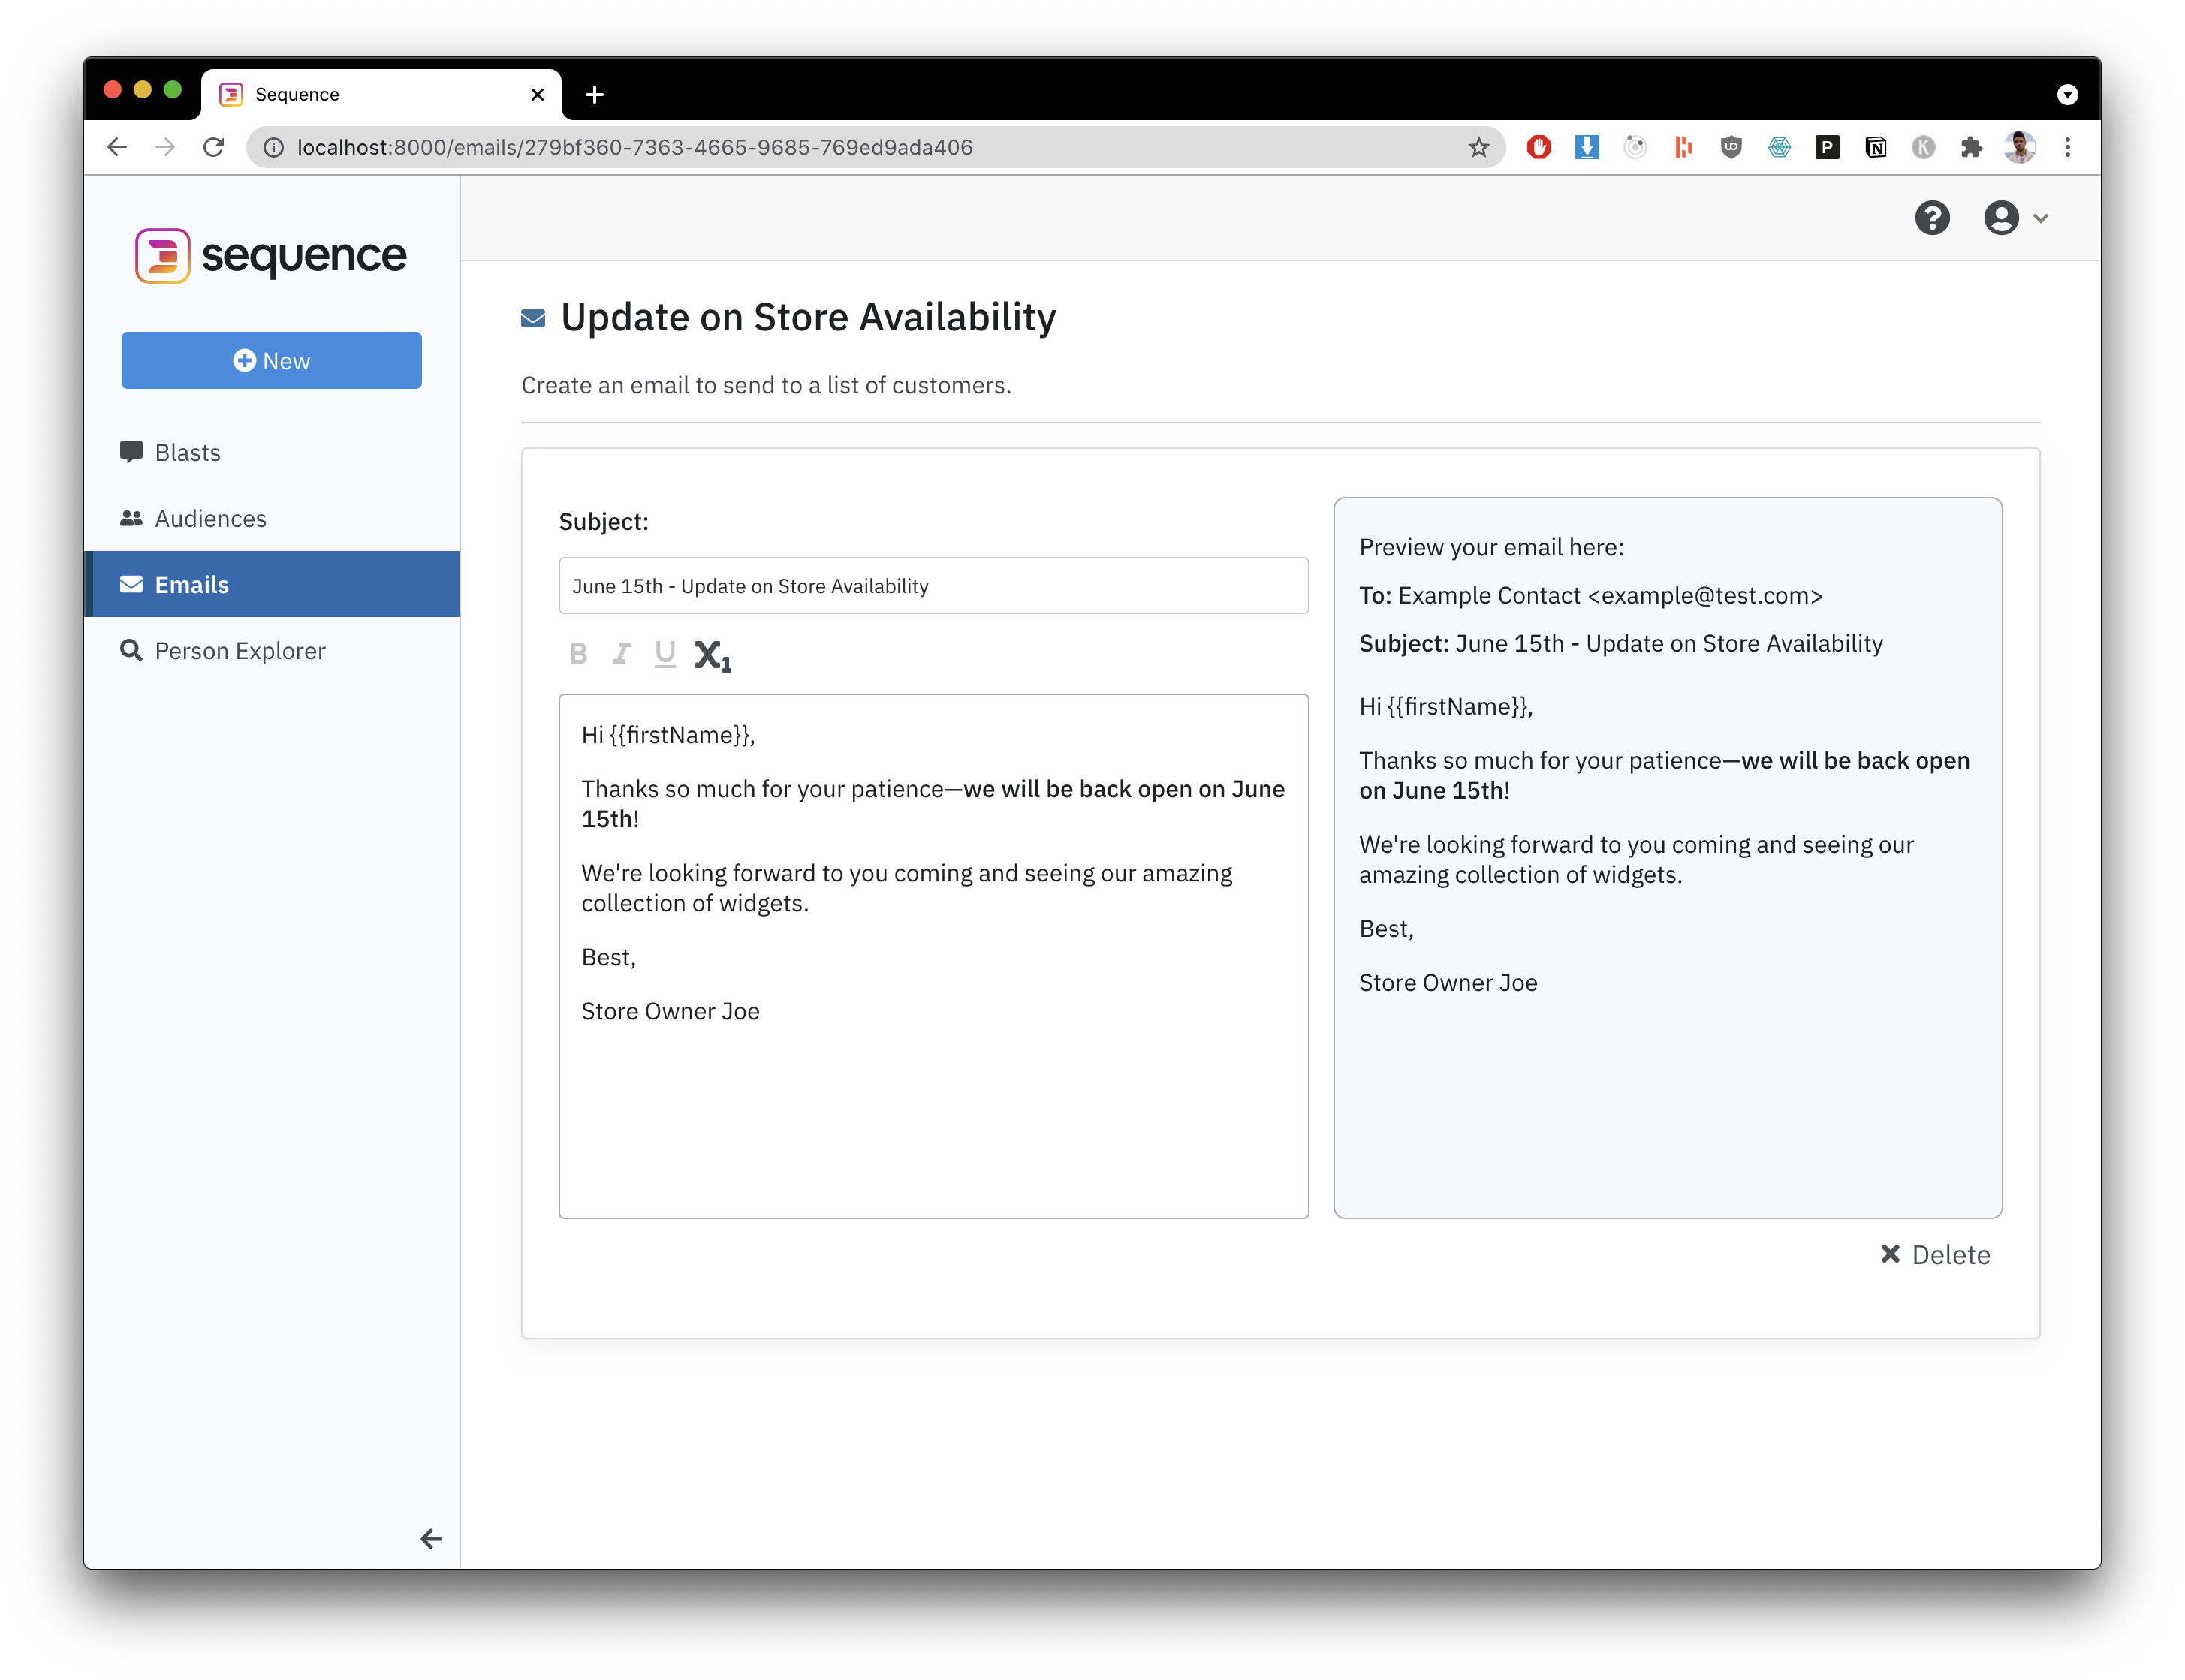 Sequence
localhost:8000/emails/279bf360-7363-4665-9685-769ed9ada406
sequence
New
Blasts
Audiences
Emails
Person Explorer
Update on Store Availability
Create an email to send to a list of customers.
Subject:
June 15th - Update on Store Availability
B I U X1
Hi {{firstName}},
Thanks so much for your patience—we will be back open on June
15th!
We're looking forward to you coming and seeing our amazing
collection of widgets.
Best,
Store Owner Joe
Preview your email here:
To: Example Contact <example@test.com>
Subject: June 15th - Update on Store Availability
Hi {{firstName}},
Thanks so much for your patience—we will be back open
on June 15th!
We're looking forward to you coming and seeing our
amazing collection of widgets.
Best,
Store Owner Joe
Delete